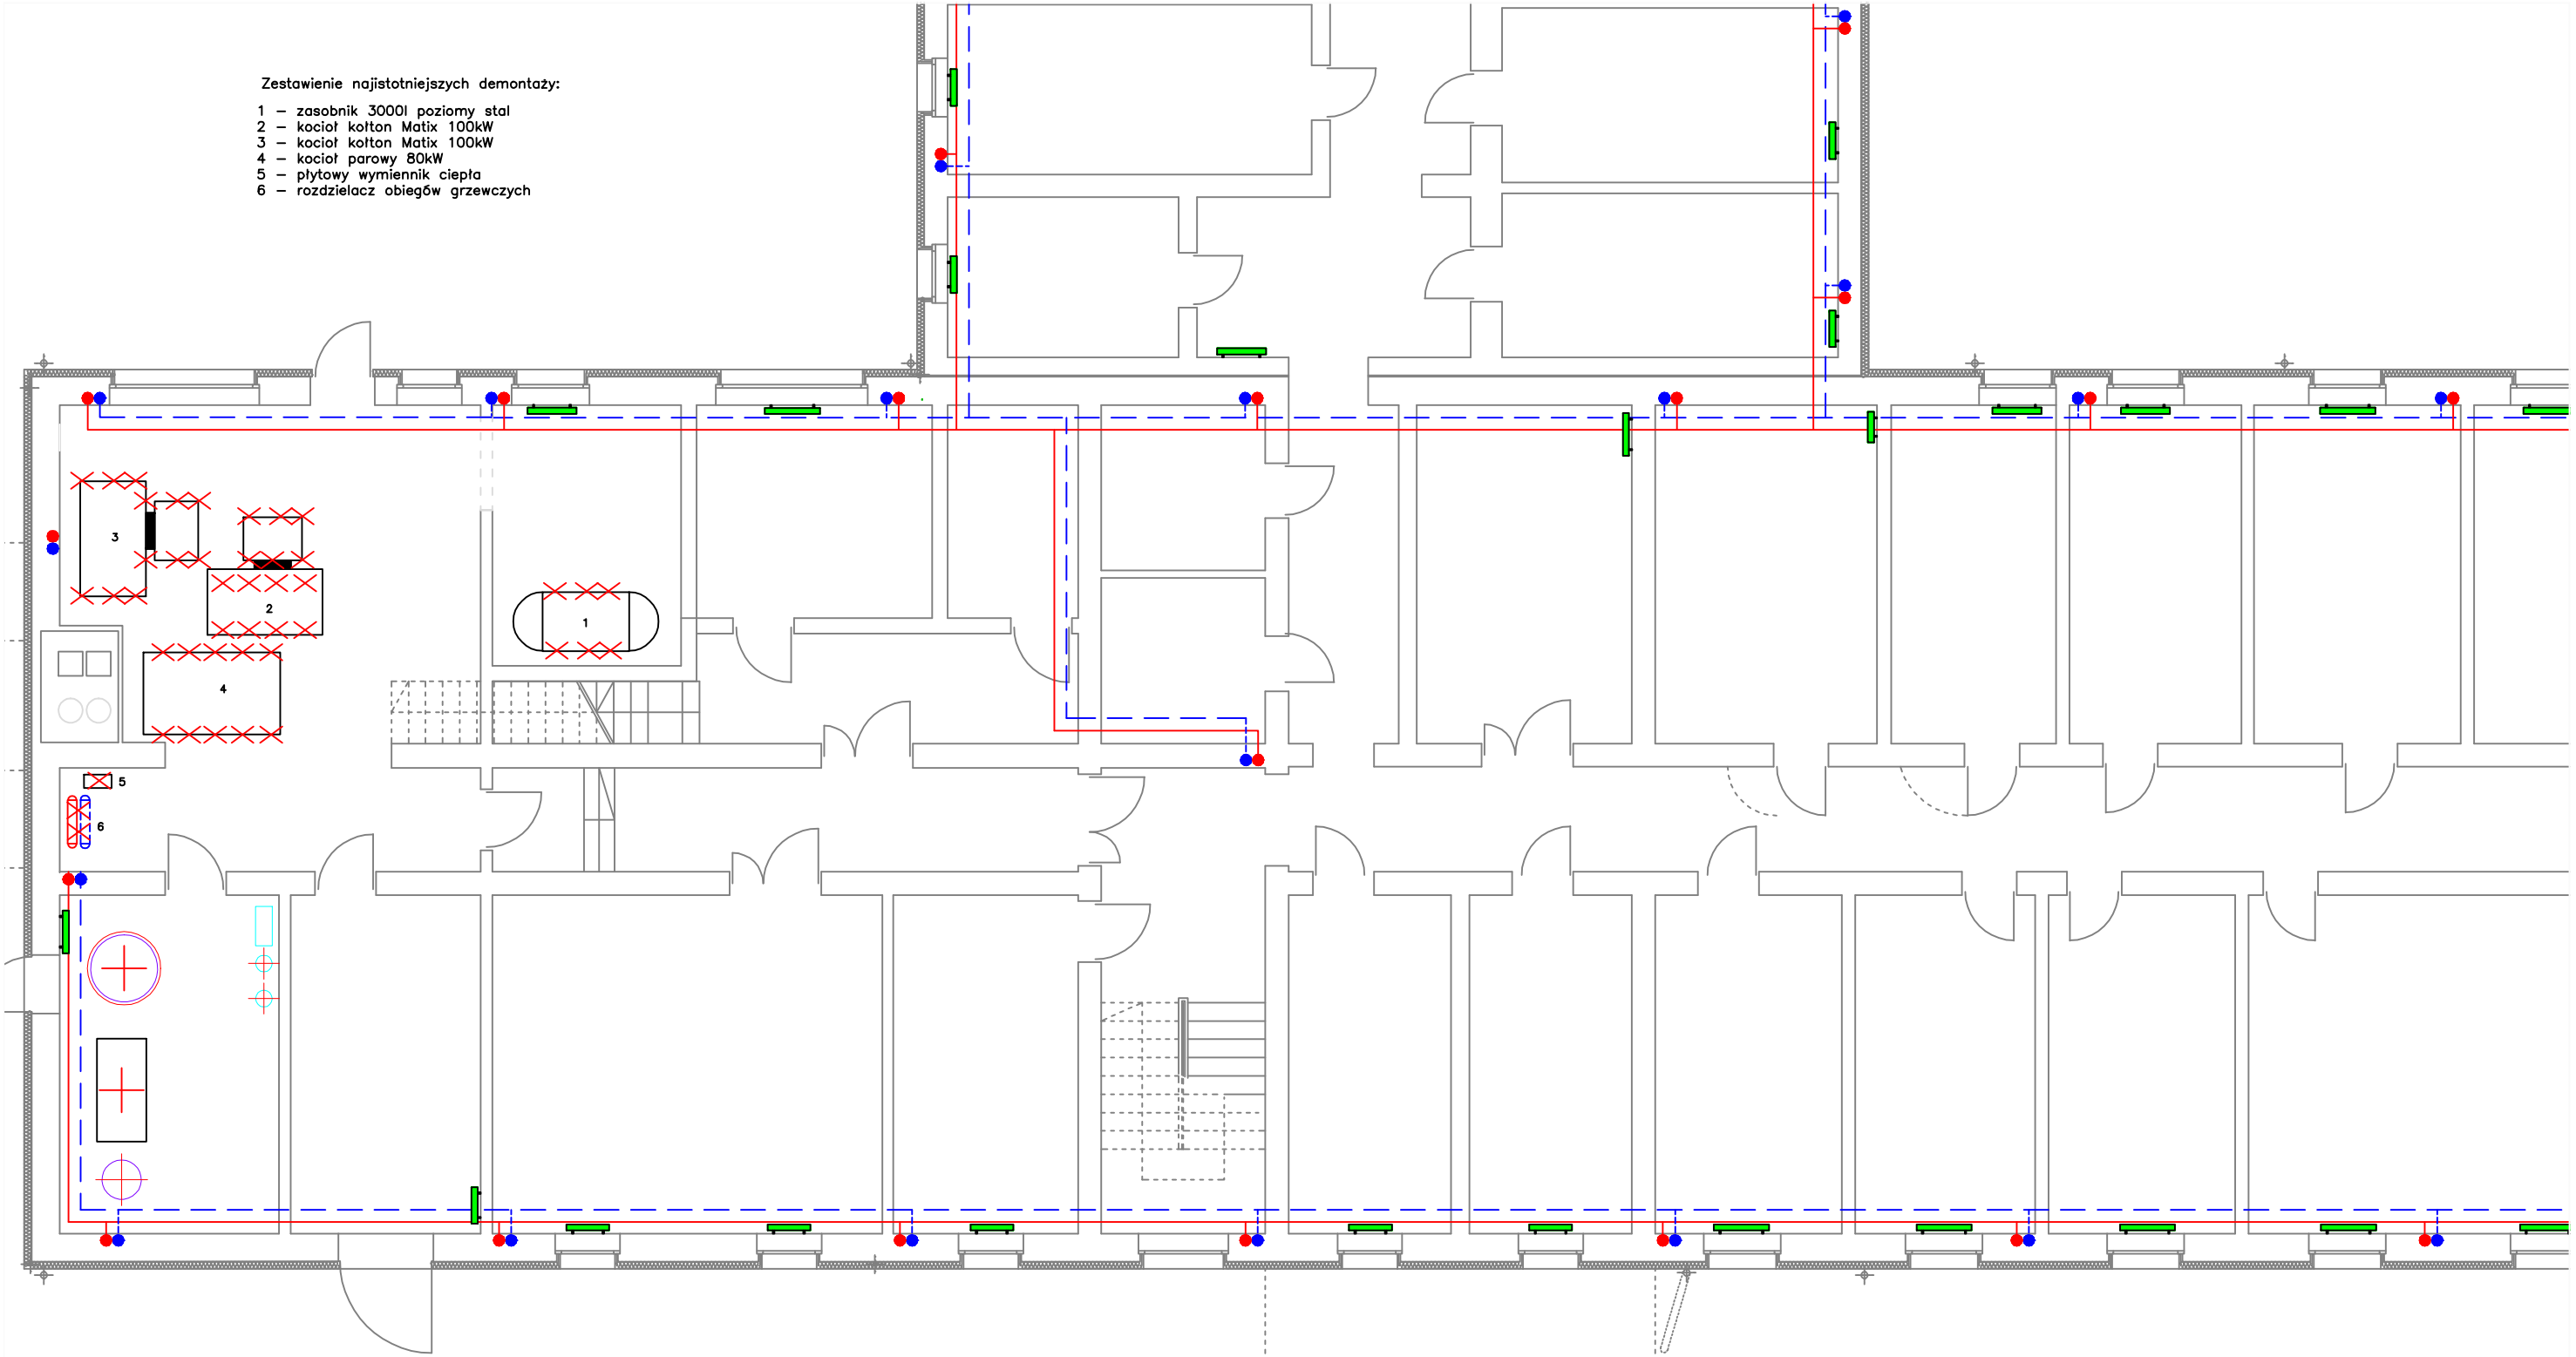 Zestawienie najistotniejszych demontaży:
1 – zasobnik 3000l poziomy stal
2 – kocioł kołton Matix 100kW
3 – kocioł kołton Matix 100kW
4 – kocioł parowy 80kW
5 – płytowy wymiennik ciepła
6 – rozdzielacz obiegów grzewczych
3
2
1
4
5
6